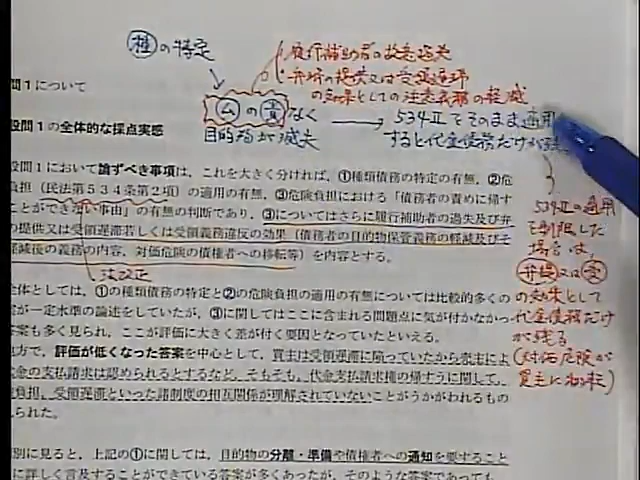 種の特定
履行補助者の故意過失
弁済の提供又は受領遅滞
の効果としての注意義務の軽減
ムの責なく → 534Ⅱをそのまま適用
目的物が滅失 すると代金債務だけが残
問1について
設問1の全体的な採点実感
設問1において論ずべき事項は、これを大きく分ければ、①種類債務の特定の有無、②危
負担（民法第534条第2項）の適用の有無、③危険負担における「債務者の責めに帰す
ことができない事由」の有無の判断であり、③についてはさらに履行補助者の過失及び弁
の提供又は受領遅滞若しくは受領義務違反の効果（債務者の目的物保管義務の軽減及びそ
軽減後の義務の内容、対価危険の債権者への移転等）を内容とする。
法改正
534Ⅱの適用
を制限した
場合は、
弁提又は受
の効果として
代金債務だけ
が残る
(対価危険が
買主に移転)
全体としては、①の種類債務の特定と②の危険負担の適用の有無については比較的多くの
案が一定水準の論述をしていたが、③に関してはここに含まれる問題点に気が付かなかっ
答案も多く見られ、ここが評価に大きく差が付く要因となっていたといえる。
方で、評価が低くなった答案を中心として、買主は受領遅滞に陥っていたから売主によ
代金の支払請求は認められるとするなど、そもそも、代金支払請求権の帰すうに関して、
負担、受領遅滞といった諸制度の相互関係が理解されていないことがうかがわれるもの
られた。
別に見ると、上記の①に関しては、目的物の分離・準備や債権者への通知を要すること
に詳しく言及することができている答案が多くあったが、そのような答案であっても